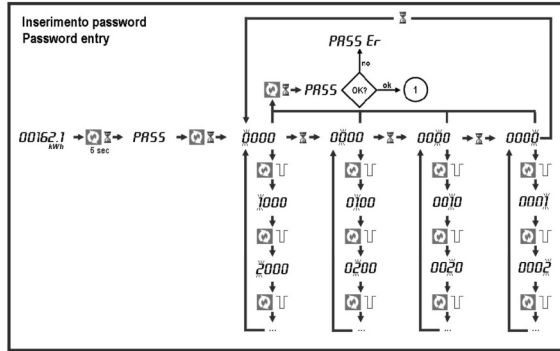 Inserimento password
Password entry
PASS Er
no
PASS
OK?
ok
1
00162.1
kWh
5 sec
PASS
0000
0000
0000
0000
1000
0100
0010
0001
2000
0200
0020
0002
...
...
...
...